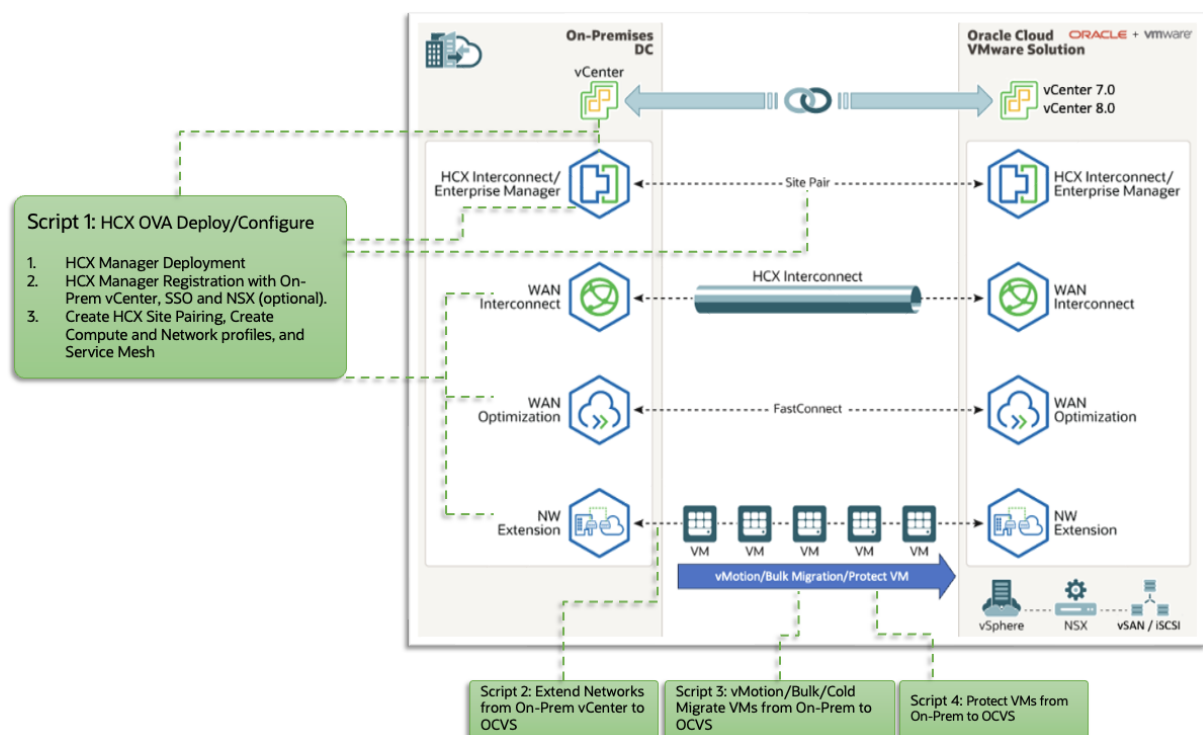 On-Premises
DC
Oracle Cloud
VMware Solution
ORACLE + vmware®
vCenter
vCenter 7.0
vCenter 8.0
HCX Interconnect/
Enterprise Manager
Site Pair
HCX Interconnect/
Enterprise Manager
Script 1: HCX OVA Deploy/Configure
1. HCX Manager Deployment
2. HCX Manager Registration with On-
Prem vCenter, SSO and NSX (optional).
3. Create HCX Site Pairing, Create
Compute and Network profiles, and
Service Mesh
WAN
Interconnect
HCX Interconnect
WAN
Interconnect
WAN
Optimization
FastConnect
WAN
Optimization
NW
Extension
VM
VM
VM
VM
VM
NW
Extension
vMotion/Bulk Migration/Protect VM
vSphere
NSX
vSAN / iSCSI
Script 2: Extend Networks
from On-Prem vCenter to
OCVS
Script 3: vMotion/Bulk/Cold
Migrate VMs from On-Prem to
OCVS
Script 4: Protect VMs from
On-Prem to OCVS